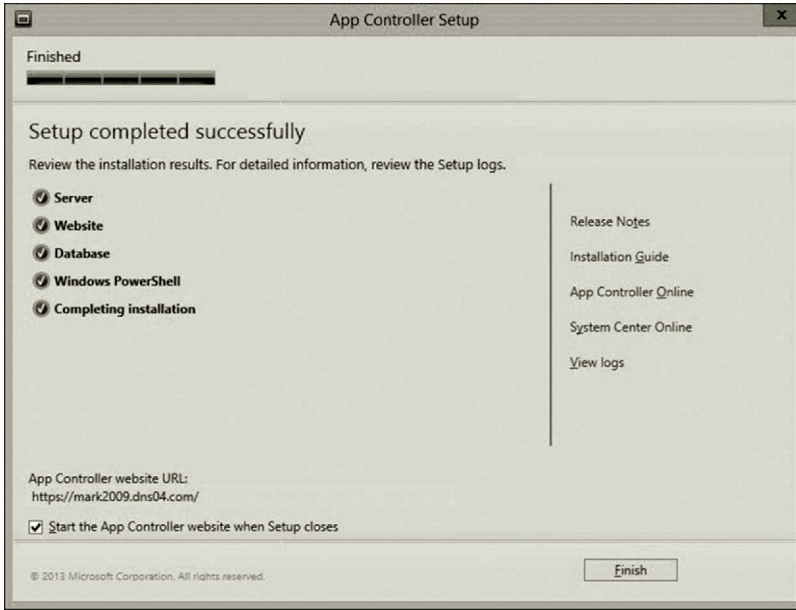 App Controller Setup
x
Finished
Setup completed successfully
Review the installation results. For detailed information, review the Setup logs.
Server
Website
Database
Windows PowerShell
Completing installation
Release Notes
Installation Guide
App Controller Online
System Center Online
View logs
App Controller website URL:
https://mark2009.dns04.com/
Start the App Controller website when Setup closes
© 2013 Microsoft Corporation. All rights reserved.
Finish